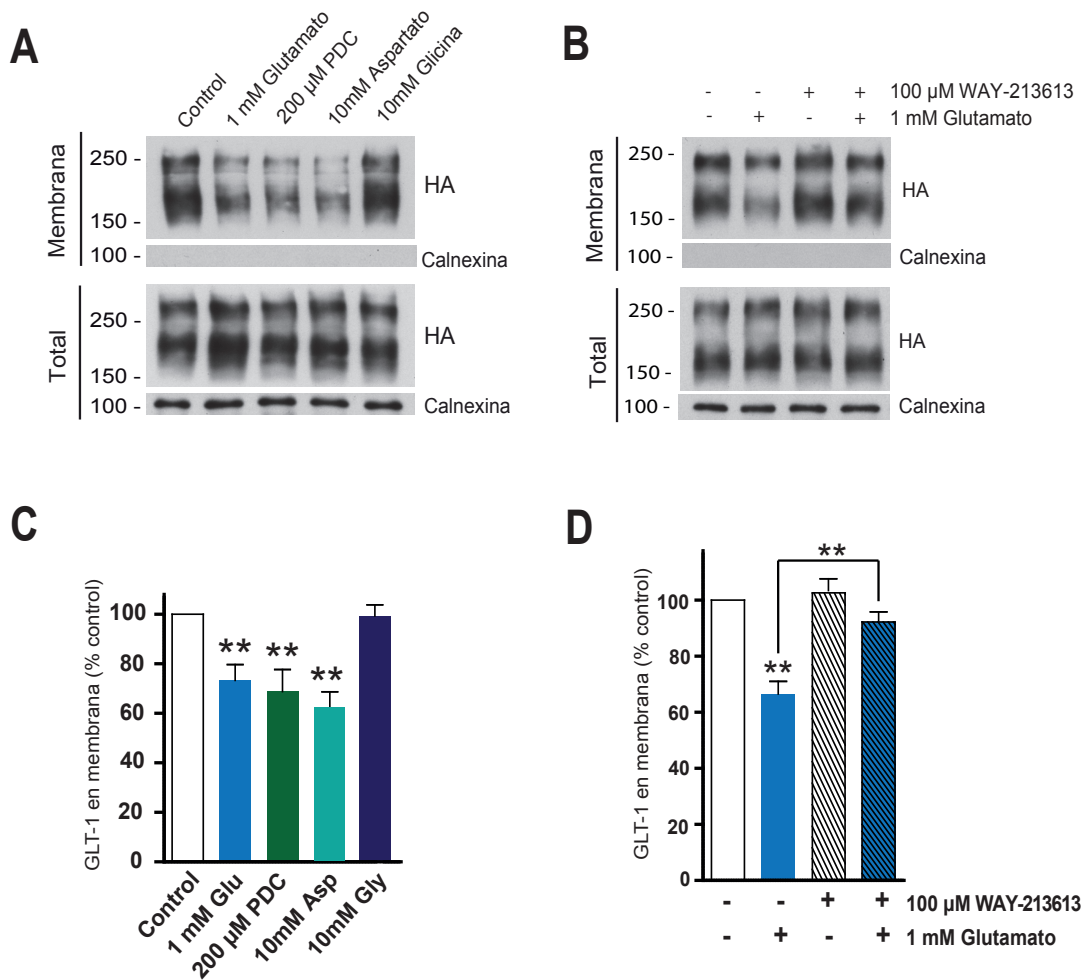 A
Control
1 mM Glutamato
200 µM PDC
10mM Aspartato
10mM Glicina
Membrana
250 -
150 -
HA
100 -
Calnexina
Total
250 -
150 -
HA
100 -
Calnexina
B
- - + + 100 µM WAY-213613
- + - + 1 mM Glutamato
Membrana
250 -
150 -
HA
100 -
Calnexina
Total
250 -
150 -
HA
100 -
Calnexina
C
GLT-1 en membrana (% control)
100
80
60
40
20
0
** ** **
Control
1 mM Glu
200 µM PDC
10mM Asp
10mM Gly
D
GLT-1 en membrana (% control)
100
80
60
40
20
0
**
**
- - + + 100 µM WAY-213613
- + - + 1 mM Glutamato